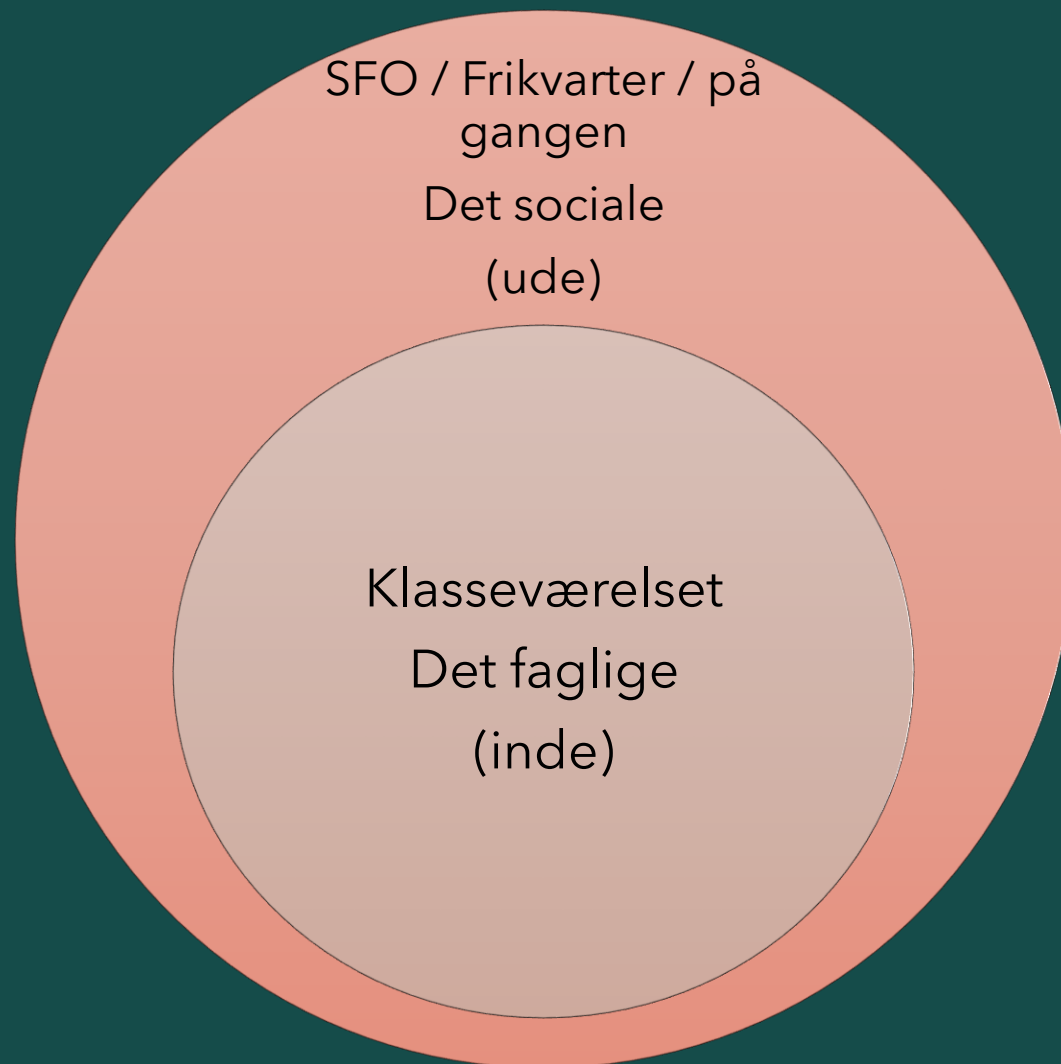 SFO / Frikvarter / på
gangen
Det sociale
(ude)
Klasseværelset
Det faglige
(inde)